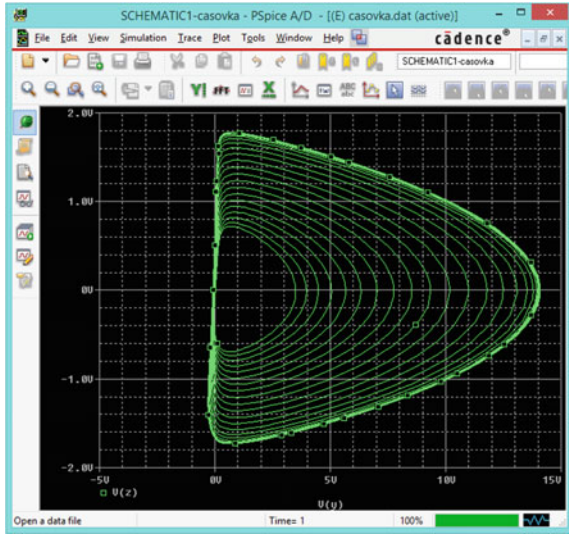 SCHEMATIC1-casovka - PSpice A/D - [(E) casovka.dat (active)]
File Edit View Simulation Trace Plot Tools Window Help cādence®
SCHEMATIC1-casovka
ABC
abc
2.0V
1.0V
0V
-1.0V
-2.0V
-5V 0V 5V 10V 15V
V(z)
V(y)
Open a data file Time= 1 100%